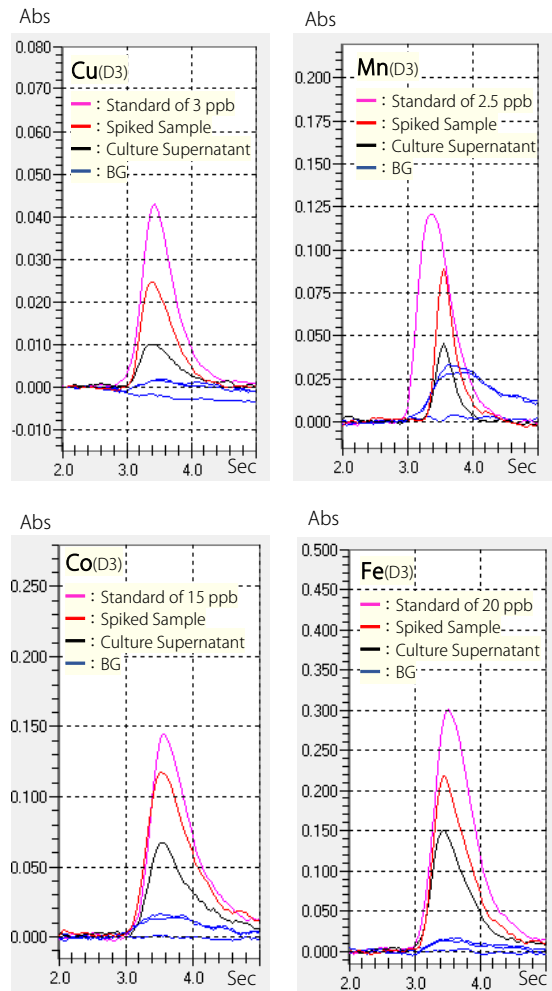 Abs
Cu(D3)
: Standard of 3 ppb
: Spiked Sample
: Culture Supernatant
: BG
0.080
0.070
0.060
0.050
0.040
0.030
0.020
0.010
0.000
-0.010
2.0 3.0 4.0 Sec
Abs
Mn(D3)
: Standard of 2.5 ppb
: Spiked Sample
: Culture Supernatant
: BG
0.200
0.175
0.150
0.125
0.100
0.075
0.050
0.025
0.000
2.0 3.0 4.0 Sec
Abs
Co(D3)
: Standard of 15 ppb
: Spiked Sample
: Culture Supernatant
: BG
0.250
0.200
0.150
0.100
0.050
0.000
2.0 3.0 4.0 Sec
Abs
Fe(D3)
: Standard of 20 ppb
: Spiked Sample
: Culture Supernatant
: BG
0.500
0.450
0.400
0.350
0.300
0.250
0.200
0.150
0.100
0.050
0.000
2.0 3.0 4.0 Sec